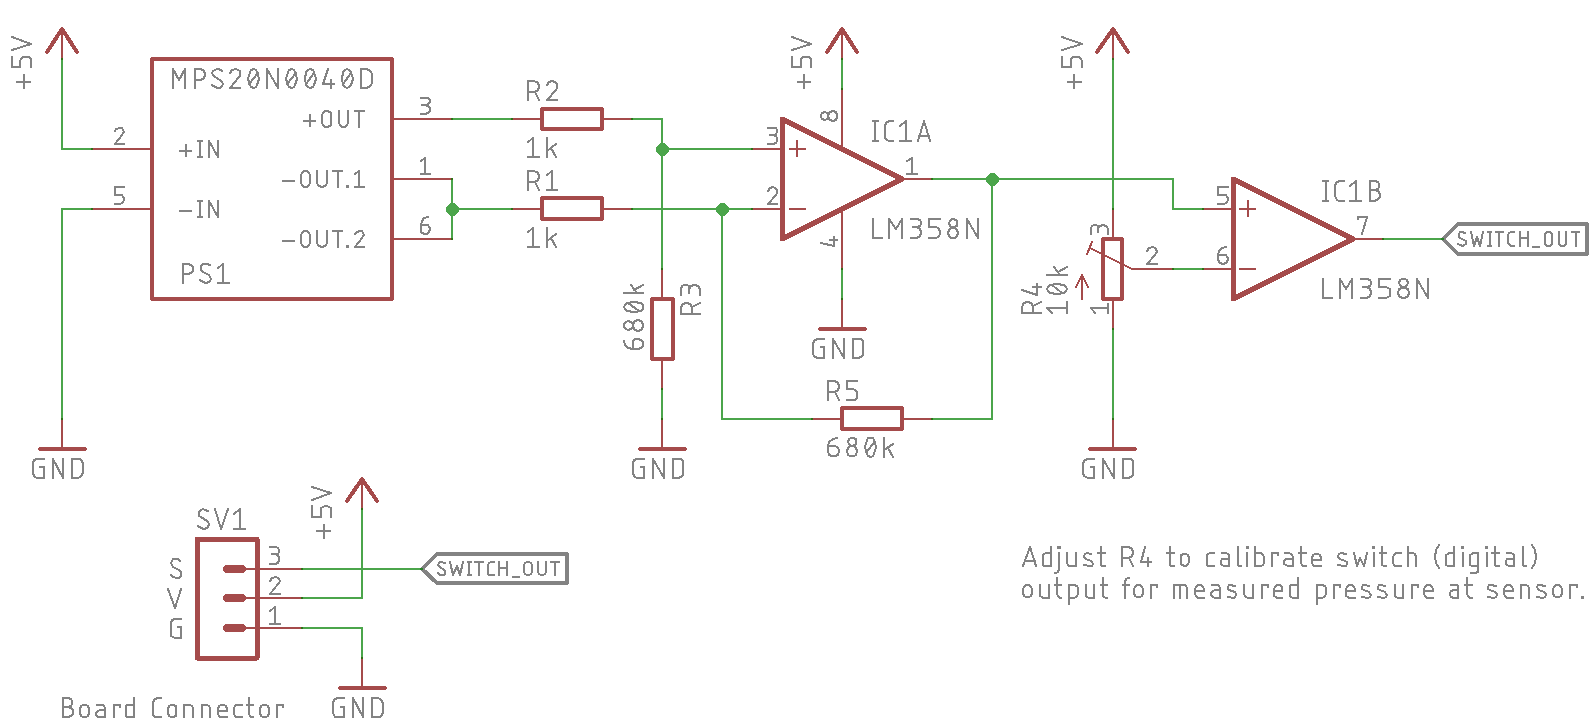 +5V
MPS20N0040D
+OUT
3
2
+IN
-OUT.1
1
5
-IN
-OUT.2
6
PS1
GND
R2
1k
R1
1k
680k
R3
GND
+5V
8
IC1A
3
+
1
2
-
LM358N
4
GND
R5
680k
+5V
3
R4
10k
2
1
GND
5
+
IC1B
7
6
-
LM358N
SWITCH_OUT
SV1
+5V
S
3
SWITCH_OUT
V
2
G
1
GND
Board Connector
Adjust R4 to calibrate switch (digital)
output for measured pressure at sensor.